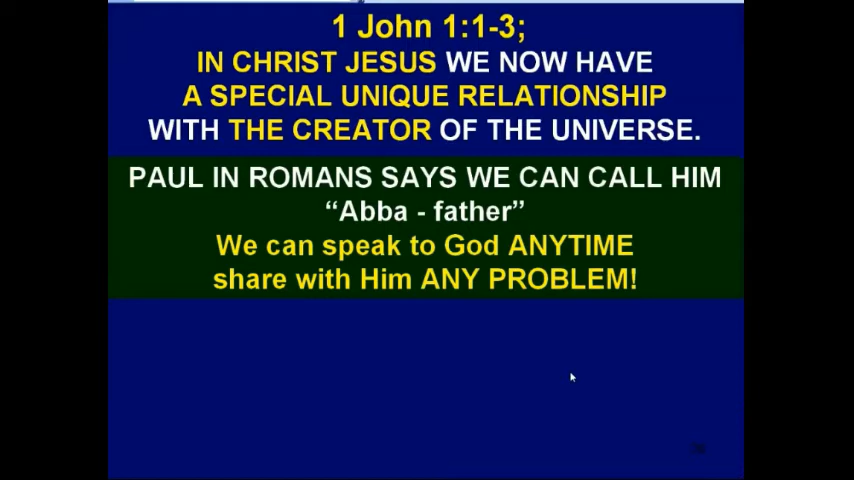 1 John 1:1-3;
IN CHRIST JESUS WE NOW HAVE
A SPECIAL UNIQUE RELATIONSHIP
WITH THE CREATOR OF THE UNIVERSE.
PAUL IN ROMANS SAYS WE CAN CALL HIM
“Abba - father”
We can speak to God ANYTIME
share with Him ANY PROBLEM!